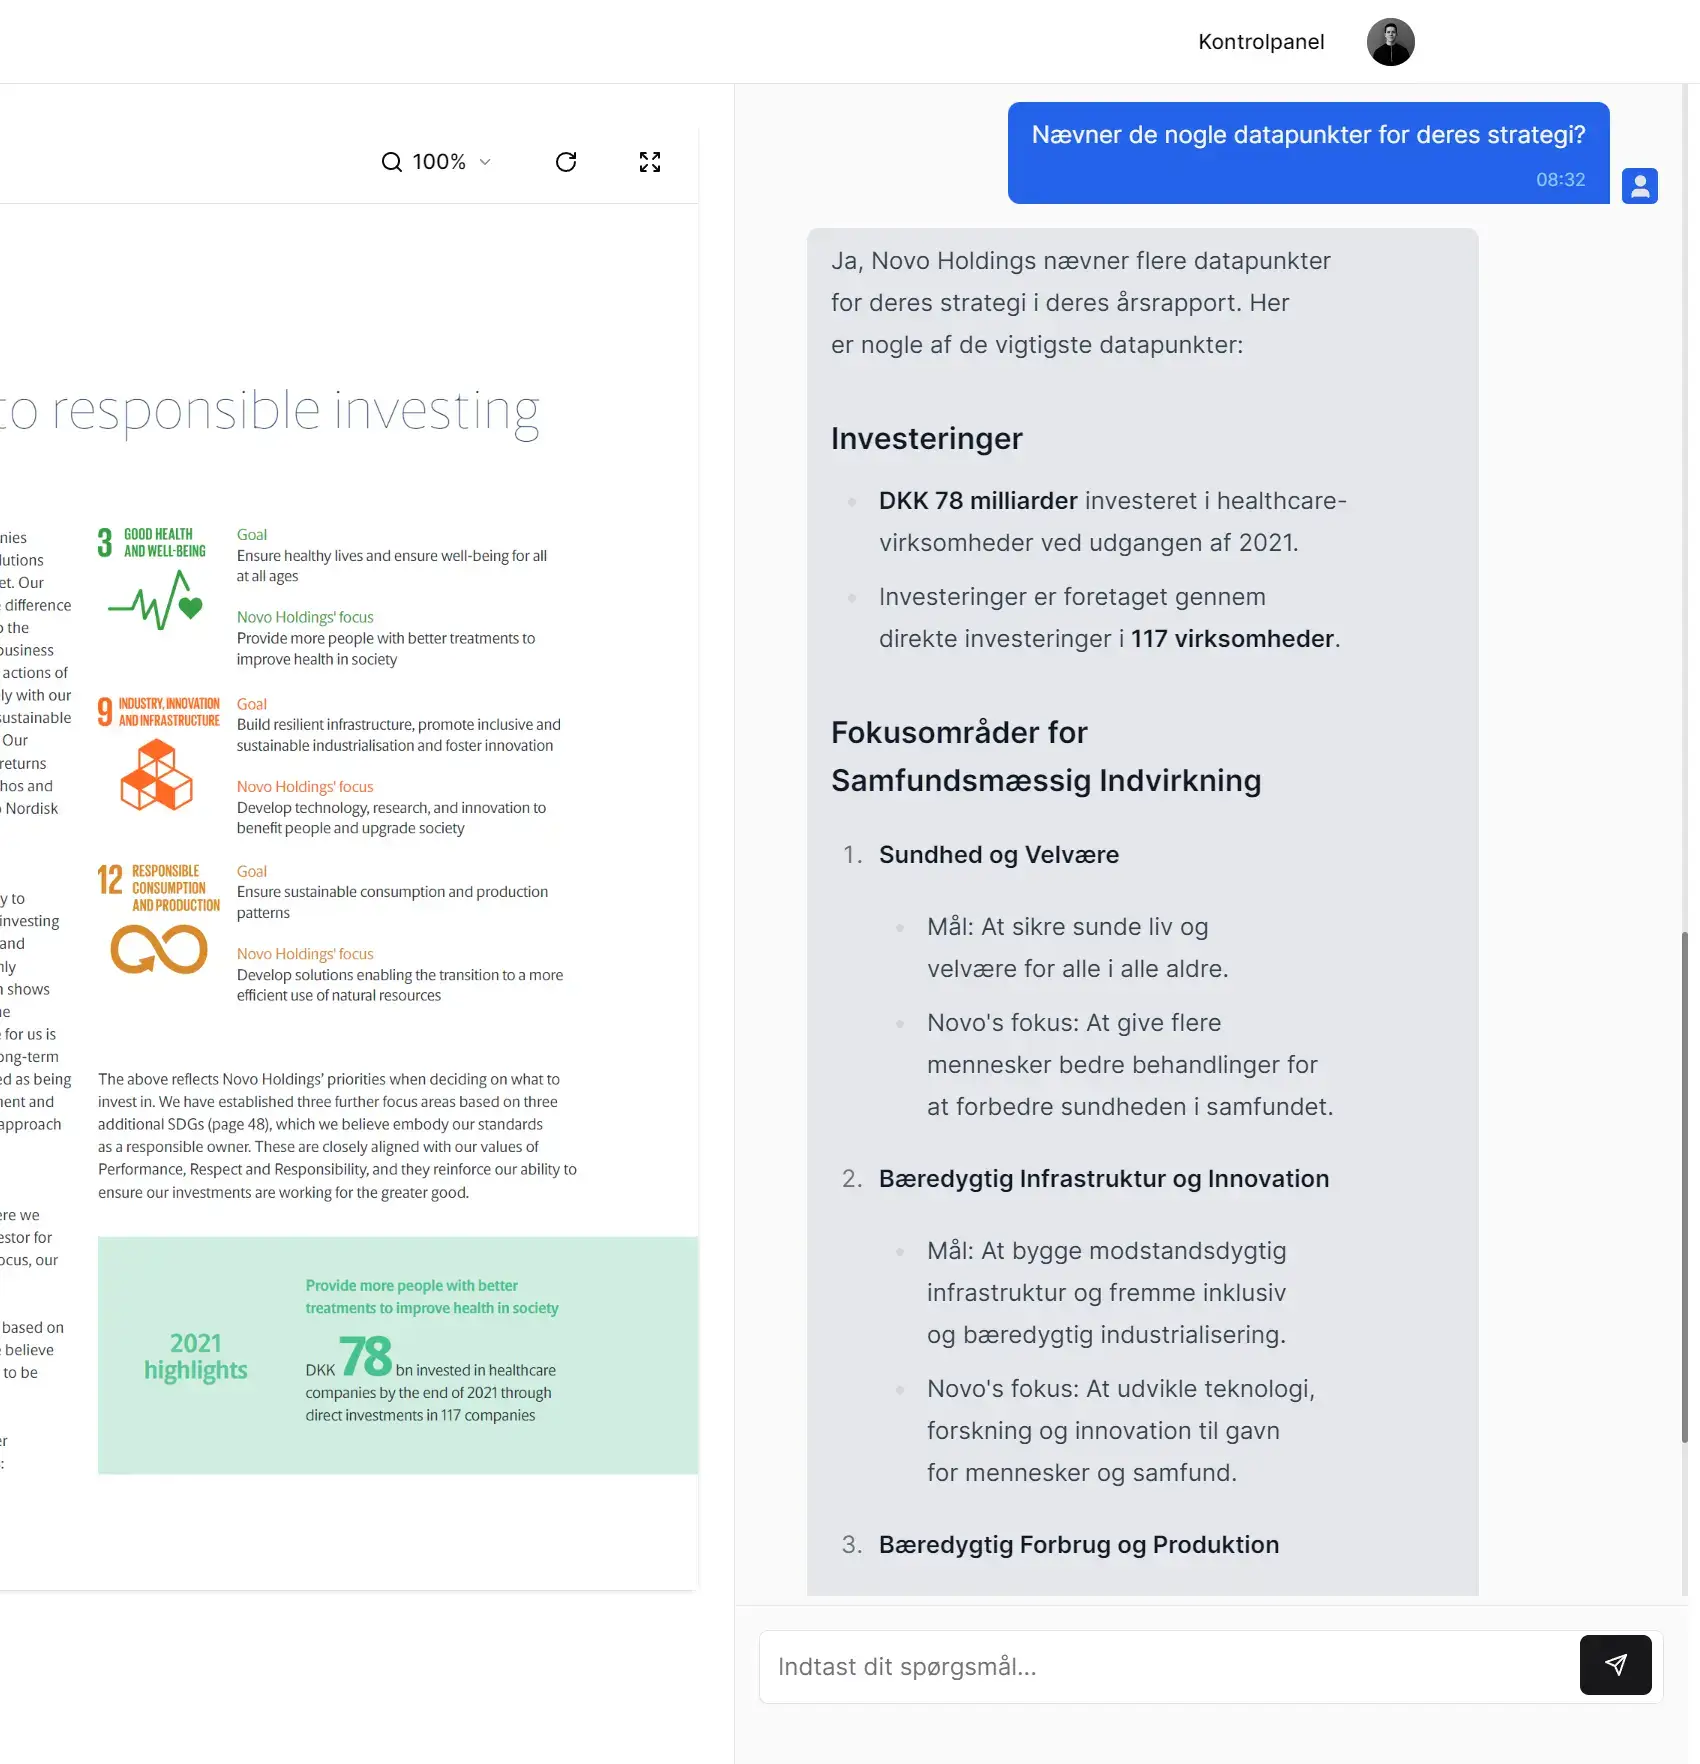 Kontrolpanel
100%
to responsible investing
nies
lutions
et. Our
difference
the
business
actions of
ly with our
sustainable
Our
returns
hos and
Nordisk
y to
investing
and
nly
shows
ne
for us is
ong-term
ed as being
ment and
approach
ere we
estor for
ocus, our
based on
believe
to be
er
s:
3 GOOD HEALTH
AND WELL-BEING
Goal
Ensure healthy lives and ensure well-being for all
at all ages
Novo Holdings' focus
Provide more people with better treatments to
improve health in society
9 INDUSTRY, INNOVATION
AND INFRASTRUCTURE
Goal
Build resilient infrastructure, promote inclusive and
sustainable industrialisation and foster innovation
Novo Holdings' focus
Develop technology, research, and innovation to
benefit people and upgrade society
12 RESPONSIBLE
CONSUMPTION
AND PRODUCTION
Goal
Ensure sustainable consumption and production
patterns
Novo Holdings' focus
Develop solutions enabling the transition to a more
efficient use of natural resources
The above reflects Novo Holdings’ priorities when deciding on what to
invest in. We have established three further focus areas based on three
additional SDGs (page 48), which we believe embody our standards
as a responsible owner. These are closely aligned with our values of
Performance, Respect and Responsibility, and they reinforce our ability to
ensure our investments are working for the greater good.
2021
highlights
Provide more people with better
treatments to improve health in society
DKK 78 bn invested in healthcare
companies by the end of 2021 through
direct investments in 117 companies
Nævner de nogle datapunkter for deres strategi?
08:32
Ja, Novo Holdings nævner flere datapunkter
for deres strategi i deres årsrapport. Her
er nogle af de vigtigste datapunkter:
Investeringer
DKK 78 milliarder investeret i healthcare-
virksomheder ved udgangen af 2021.
Investeringer er foretaget gennem
direkte investeringer i 117 virksomheder.
Fokusområder for
Samfundsmæssig Indvirkning
1. Sundhed og Velvære
Mål: At sikre sunde liv og
velvære for alle i alle aldre.
Novo's fokus: At give flere
mennesker bedre behandlinger for
at forbedre sundheden i samfundet.
2. Bæredygtig Infrastruktur og Innovation
Mål: At bygge modstandsdygtig
infrastruktur og fremme inklusiv
og bæredygtig industrialisering.
Novo's fokus: At udvikle teknologi,
forskning og innovation til gavn
for mennesker og samfund.
3. Bæredygtig Forbrug og Produktion
Indtast dit spørgsmål...